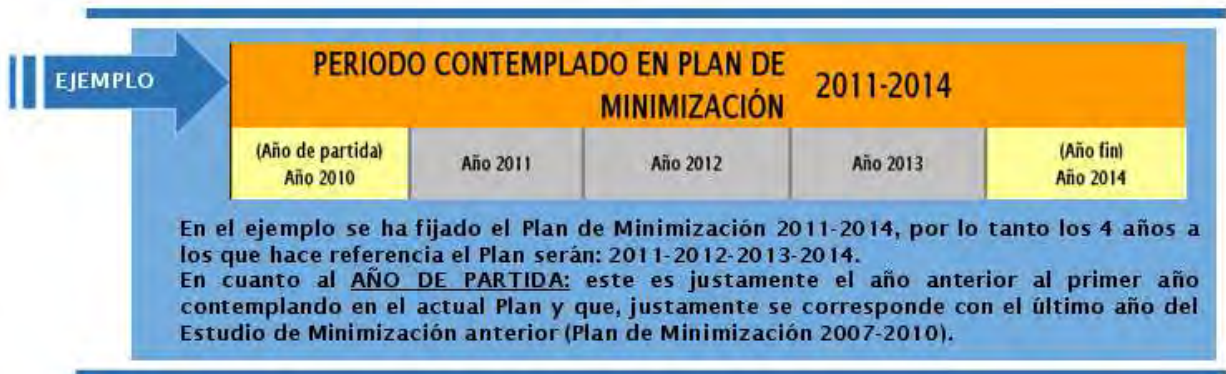 EJEMPLO
PERIODO CONTEMPLADO EN PLAN DE
MINIMIZACIÓN
2011-2014
(Año de partida)
Año 2010
Año 2011
Año 2012
Año 2013
(Año fin)
Año 2014
En el ejemplo se ha fijado el Plan de Minimización 2011-2014, por lo tanto los 4 años a
los que hace referencia el Plan serán: 2011-2012-2013-2014.
En cuanto al AÑO DE PARTIDA: este es justamente el año anterior al primer año
contemplando en el actual Plan y que, justamente se corresponde con el último año del
Estudio de Minimización anterior (Plan de Minimización 2007-2010).